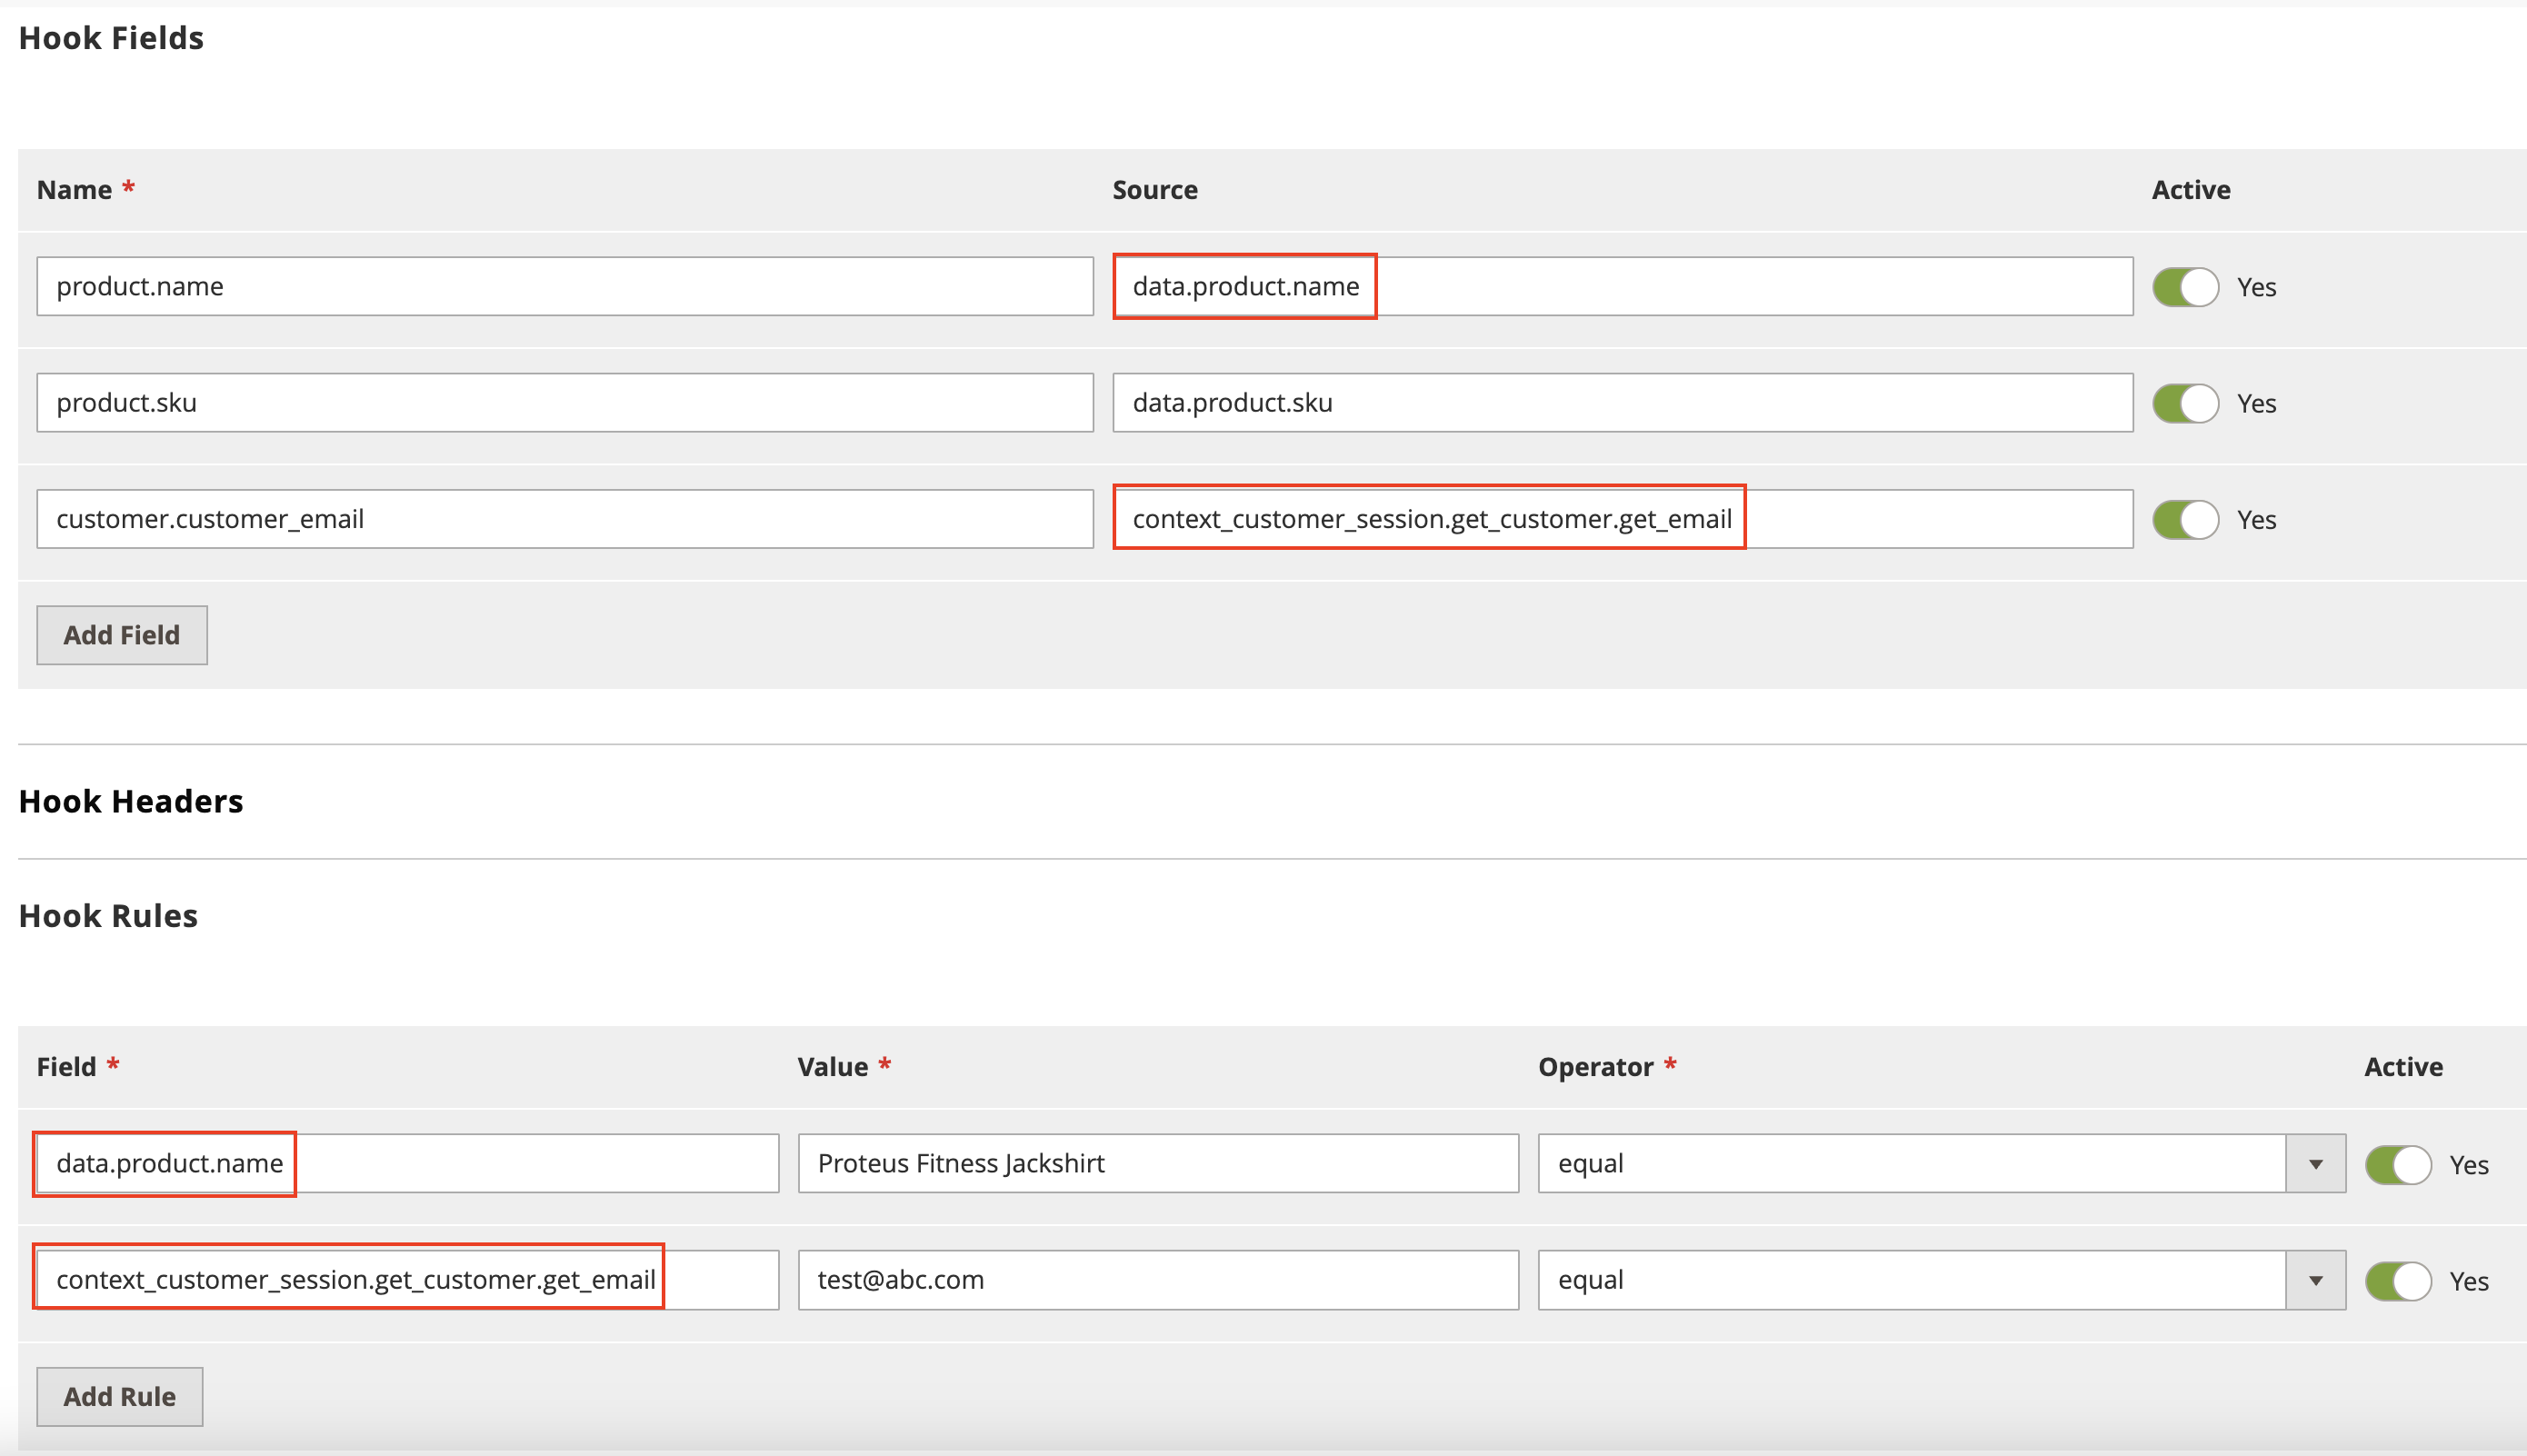 Hook Fields
Name * Source Active
product.name data.product.name Yes
product.sku data.product.sku Yes
customer.customer_email context_customer_session.get_customer.get_email Yes
Add Field
Hook Headers
Hook Rules
Field * Value * Operator * Active
data.product.name Proteus Fitness Jackshirt equal Yes
context_customer_session.get_customer.get_email test@abc.com equal Yes
Add Rule